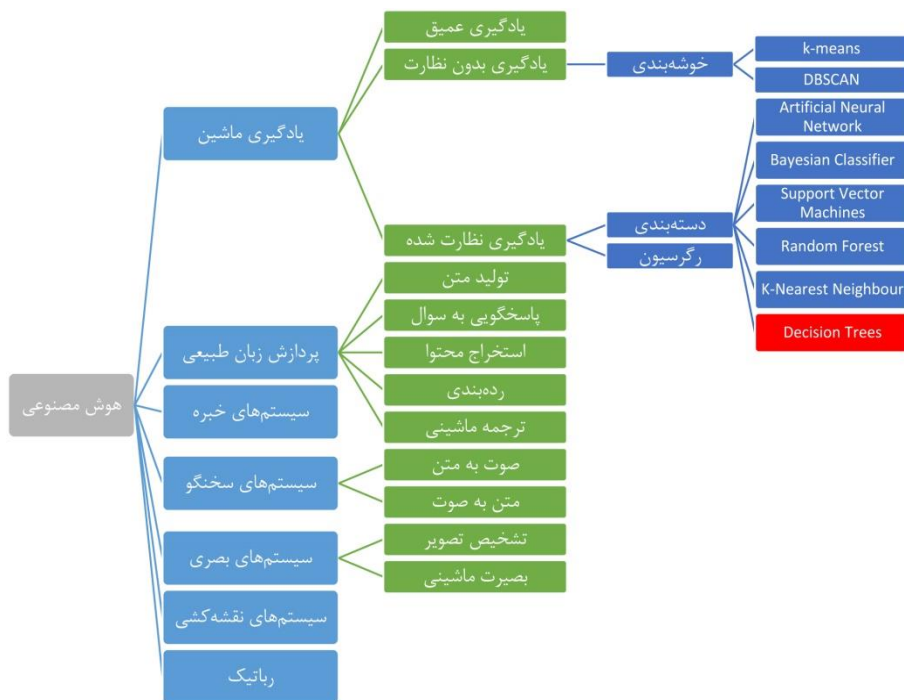 هوش مصنوعی
یادگیری ماشین
پردازش زبان طبیعی
سیستم‌های خبره
سیستم‌های سخنگو
سیستم‌های بصری
سیستم‌های نقشه‌کشی
رباتیک
یادگیری عمیق
یادگیری بدون نظارت
یادگیری نظارت شده
تولید متن
پاسخگویی به سوال
استخراج محتوا
رده‌بندی
ترجمه ماشینی
صوت به متن
متن به صوت
تشخیص تصویر
بصیرت ماشینی
خوشه‌بندی
دسته‌بندی
رگرسیون
k-means
DBSCAN
Artificial Neural
Network
Bayesian Classifier
Support Vector
Machines
Random Forest
K-Nearest Neighbour
Decision Trees